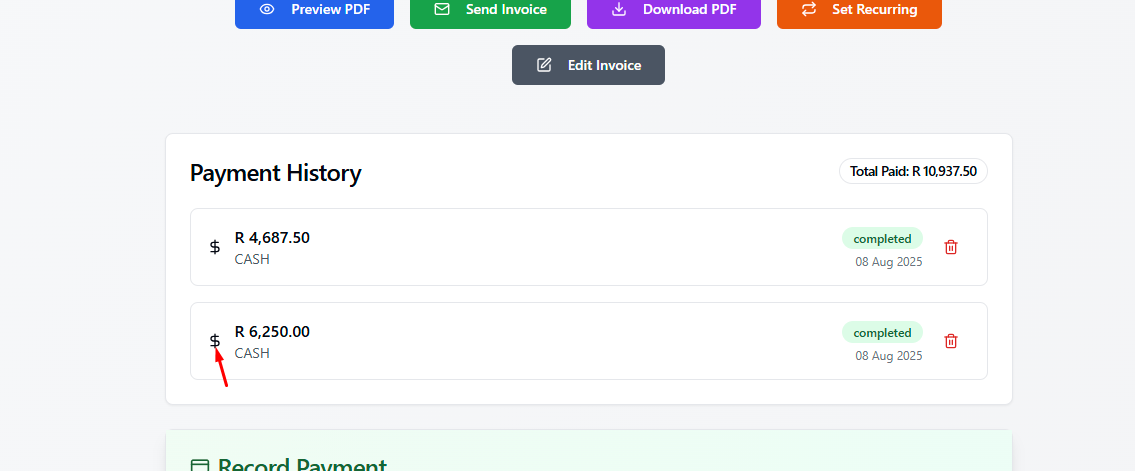 Preview PDF
Send Invoice
Download PDF
Set Recurring
Edit Invoice
Payment History
Total Paid: R 10,937.50
$
R 4,687.50
CASH
completed
08 Aug 2025
$
R 6,250.00
CASH
completed
08 Aug 2025
Record Payment